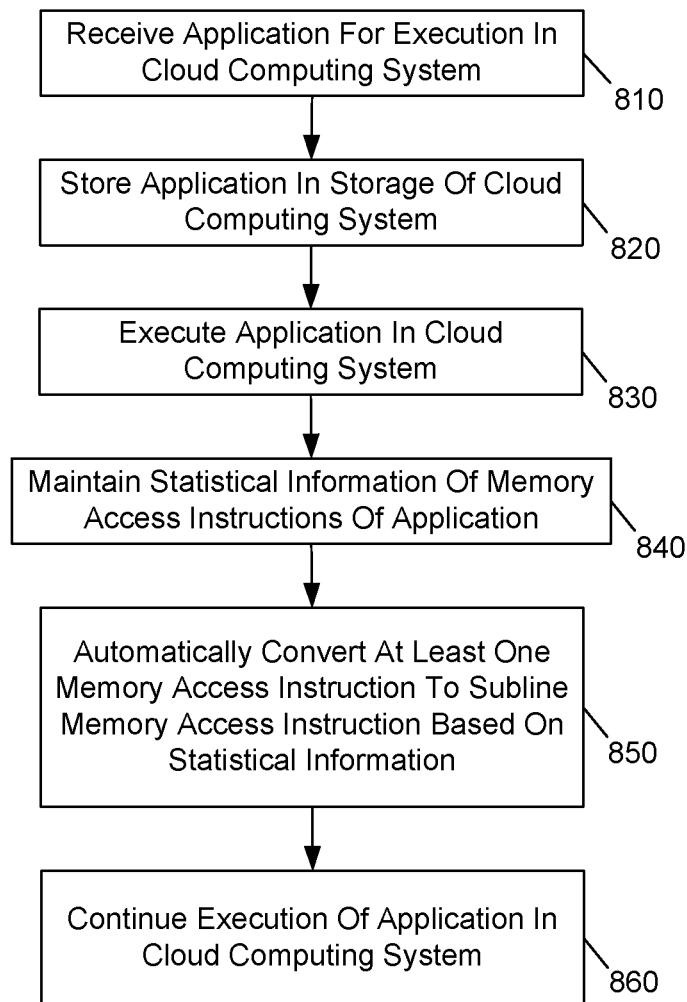 Receive Application For Execution In
Cloud Computing System
810
Store Application In Storage Of Cloud
Computing System
820
Execute Application In Cloud
Computing System
830
Maintain Statistical Information Of Memory
Access Instructions Of Application
840
Automatically Convert At Least One
Memory Access Instruction To Subline
Memory Access Instruction Based On
Statistical Information
850
Continue Execution Of Application In
Cloud Computing System
860